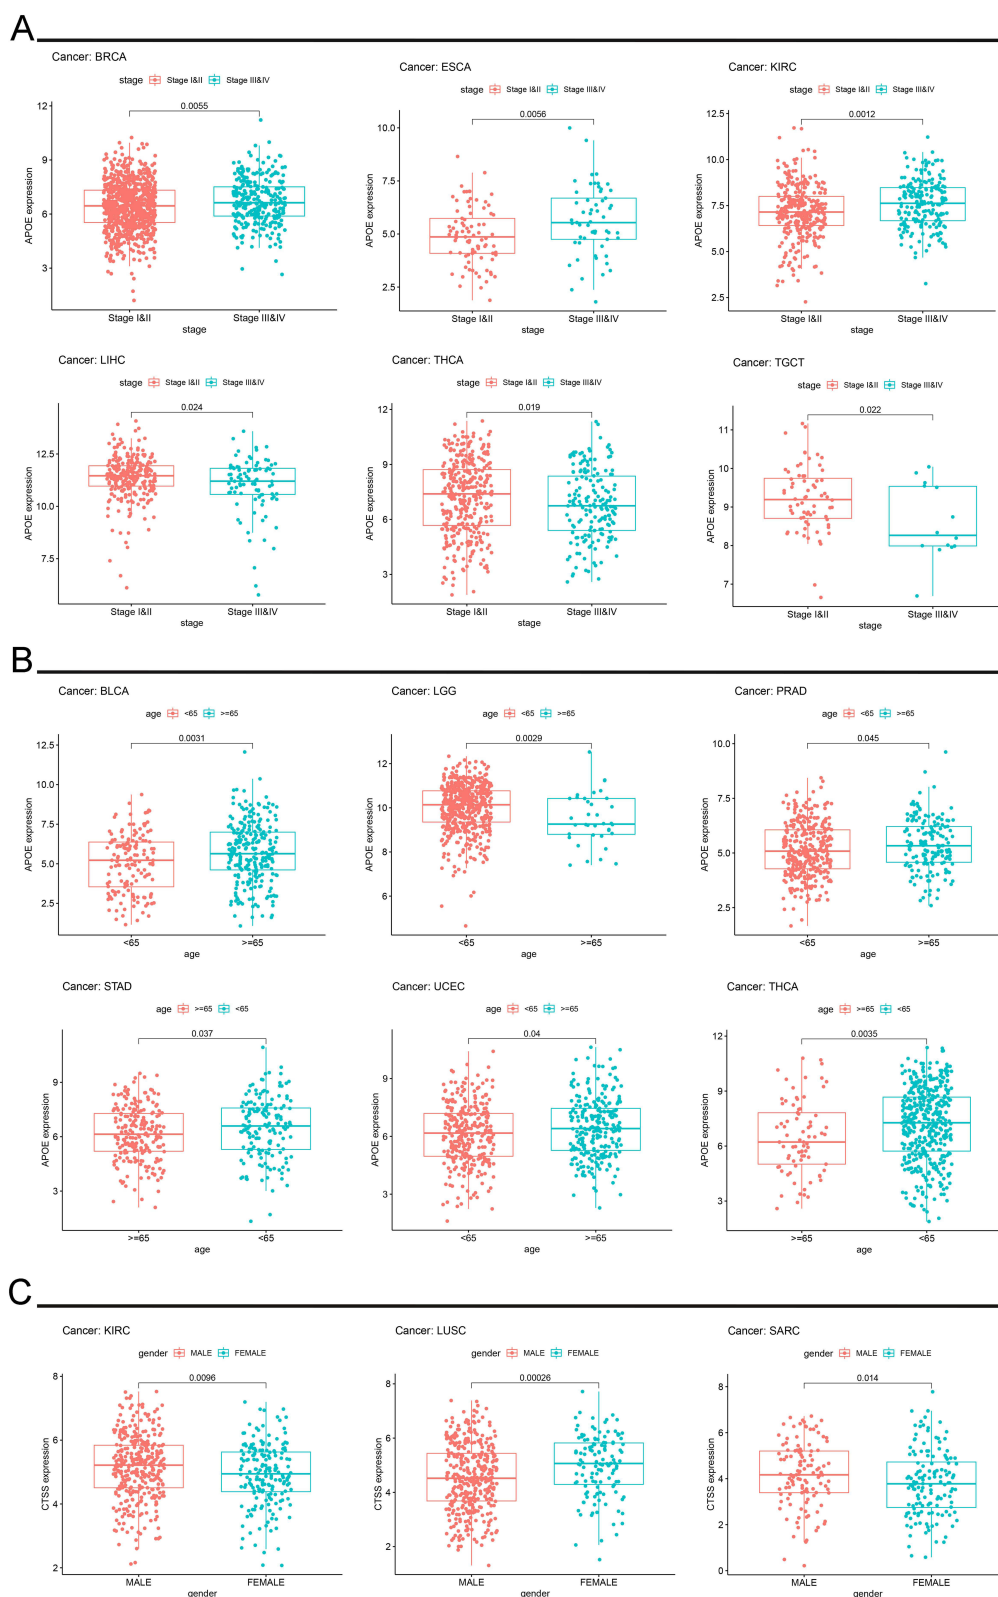 A
Cancer: BRCA
stage Stage I&II Stage III&IV
0.0055
12
9
6
3
APOE expression
Stage I&II Stage III&IV
stage
Cancer: ESCA
stage Stage I&II Stage III&IV
0.0056
10.0
7.5
5.0
2.5
APOE expression
Stage I&II Stage III&IV
stage
Cancer: KIRC
stage Stage I&II Stage III&IV
0.0012
12.5
10.0
7.5
5.0
2.5
APOE expression
Stage I&II Stage III&IV
stage
Cancer: LIHC
stage Stage I&II Stage III&IV
0.024
12.5
10.0
7.5
APOE expression
Stage I&II Stage III&IV
stage
Cancer: THCA
stage Stage I&II Stage III&IV
0.019
12
9
6
3
APOE expression
Stage I&II Stage III&IV
stage
Cancer: TGCT
stage Stage I&II Stage III&IV
0.022
11
10
9
8
7
APOE expression
Stage I&II Stage III&IV
stage
B
Cancer: BLCA
age <65 >=65
0.0031
12.5
10.0
7.5
5.0
2.5
APOE expression
<65 >=65
age
Cancer: LGG
age <65 >=65
0.0029
12
10
8
6
APOE expression
<65 >=65
age
Cancer: PRAD
age <65 >=65
0.045
10.0
7.5
5.0
2.5
APOE expression
<65 >=65
age
Cancer: STAD
age >=65 <65
0.037
9
6
3
APOE expression
>=65 <65
age
Cancer: UCEC
age <65 >=65
0.04
9
6
3
APOE expression
<65 >=65
age
Cancer: THCA
age >=65 <65
0.0035
12
9
6
3
APOE expression
>=65 <65
age
C
Cancer: KIRC
gender MALE FEMALE
0.0096
8
6
4
2
CTSS expression
MALE FEMALE
gender
Cancer: LUSC
gender MALE FEMALE
0.00026
8
6
4
2
CTSS expression
MALE FEMALE
gender
Cancer: SARC
gender MALE FEMALE
0.014
8
6
4
2
0
CTSS expression
MALE FEMALE
gender